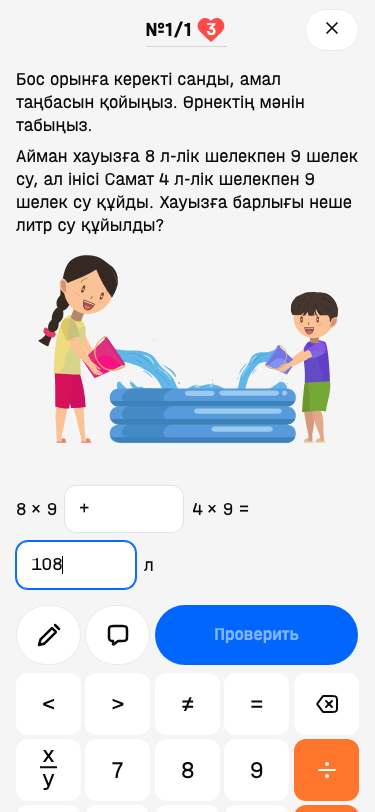 №1/1 3
Бос орынға керекті санды, амал
таңбасын қойыңыз. Өрнектің мәнін
табыңыз.
Айман хауызға 8 л-лік шелекпен 9 шелек
су, ал інісі Самат 4 л-лік шелекпен 9
шелек су құйды. Хауызға барлығы неше
литр су құйылды?
8 × 9 + 4 × 9 =
108 л
Проверить
< > ≠ =
x/y 7 8 9 ÷